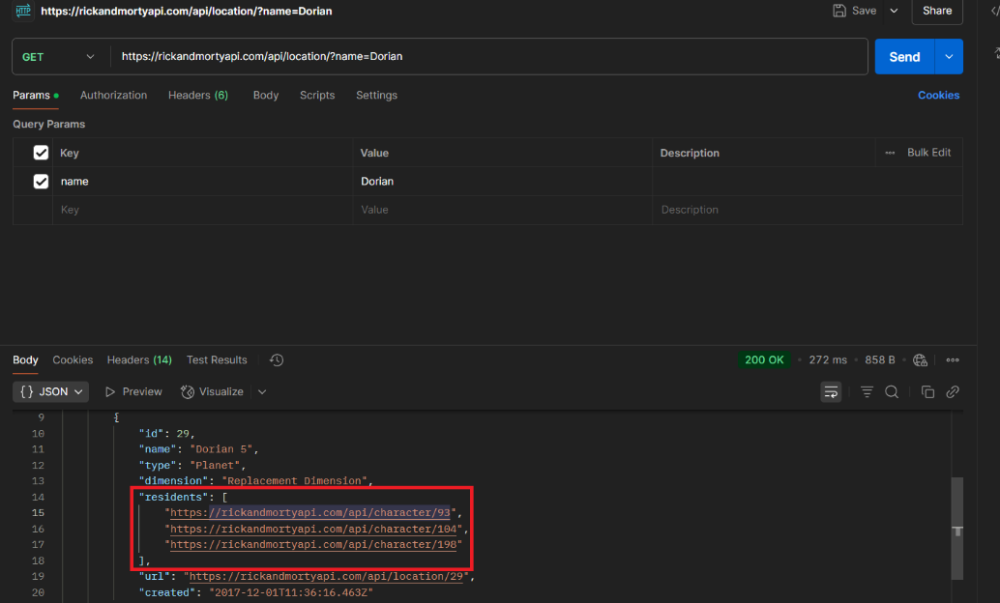 HTTP https://rickandmortyapi.com/api/location/?name=Dorian Save Share
GET https://rickandmortyapi.com/api/location/?name=Dorian Send
Params Authorization Headers (6) Body Scripts Settings Cookies
Query Params
Key Value Description Bulk Edit
name Dorian
Key Value Description
Body Cookies Headers (14) Test Results 200 OK 272 ms 858 B
{} JSON Preview Visualize
9 {
10 "id": 29,
11 "name": "Dorian 5",
12 "type": "Planet",
13 "dimension": "Replacement Dimension",
14 "residents": [
15 "https://rickandmortyapi.com/api/character/93",
16 "https://rickandmortyapi.com/api/character/104",
17 "https://rickandmortyapi.com/api/character/198"
18 ],
19 "url": "https://rickandmortyapi.com/api/location/29",
20 "created": "2017-12-01T11:36:16.463Z"